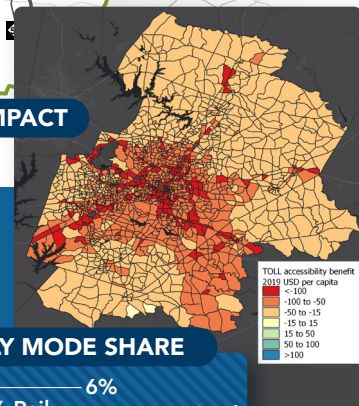 MPACT
TOLL accessibility benefit
2019 USD per capita
<-100
-100 to -50
-50 to -15
-15 to 15
15 to 50
50 to 100
>100
Y MODE SHARE
6%
Rail